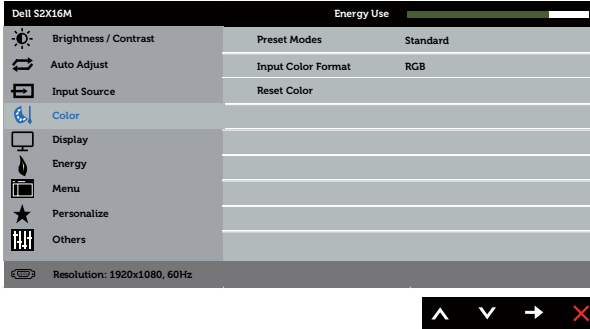 Dell S2X16M Energy Use
Brightness / Contrast Preset Modes Standard
Auto Adjust Input Color Format RGB
Input Source Reset Color
Color
Display
Energy
Menu
Personalize
Others
Resolution: 1920x1080, 60Hz